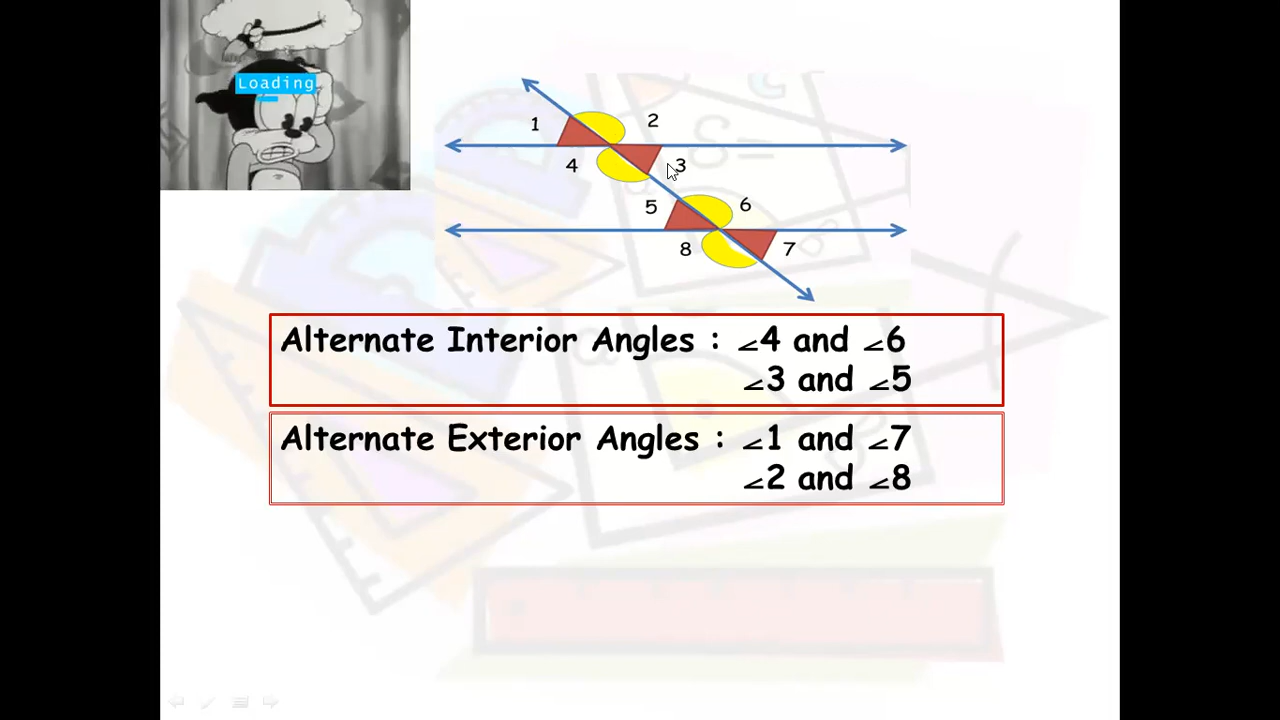 Loading
1
2
4
3
5
6
8
7
Alternate Interior Angles : ∠4 and ∠6
∠3 and ∠5
Alternate Exterior Angles : ∠1 and ∠7
∠2 and ∠8